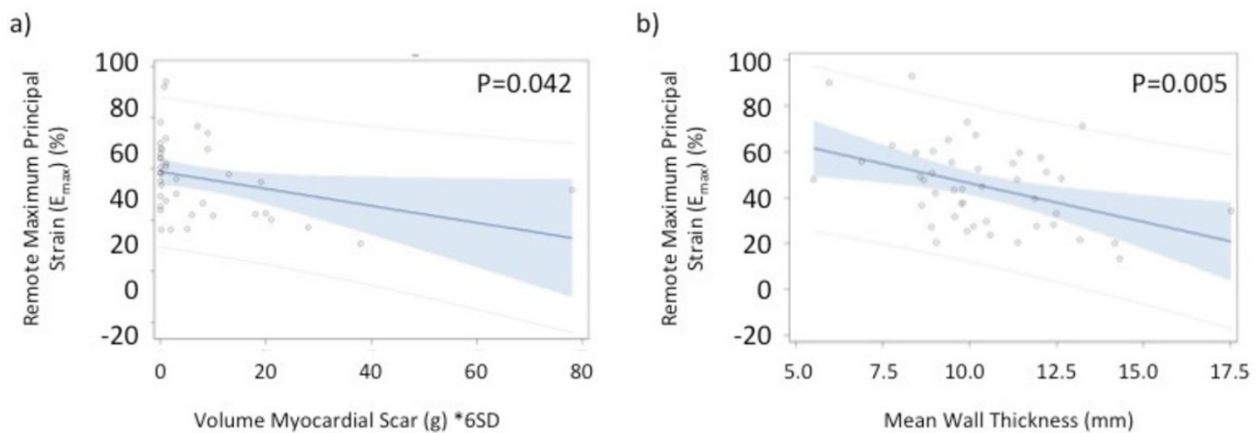 a)
Remote Maximum Principal
Strain (Emax) (%)
100
80
60
40
20
0
-20
P=0.042
0 20 40 60 80
Volume Myocardial Scar (g) *6SD
b)
Remote Maximum Principal
Strain (Emax) (%)
100
80
60
40
20
0
-20
P=0.005
5.0 7.5 10.0 12.5 15.0 17.5
Mean Wall Thickness (mm)